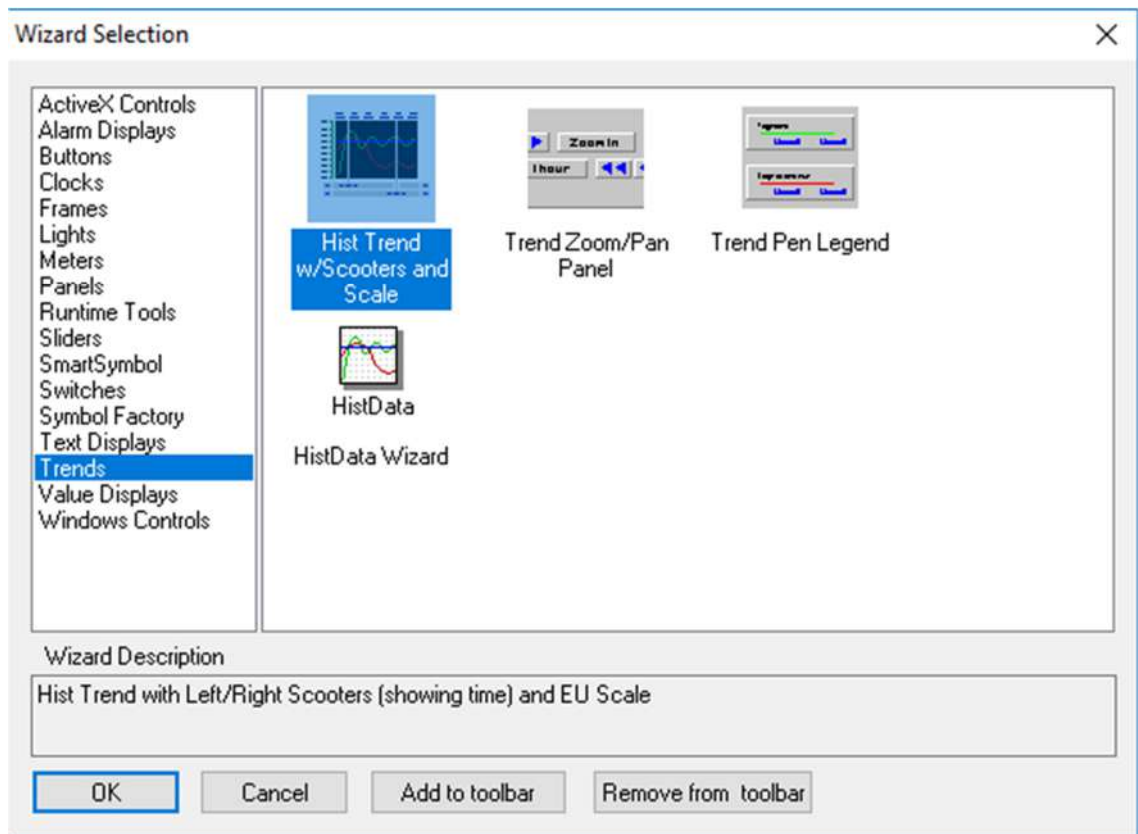 Wizard Selection
ActiveX Controls
Alarm Displays
Buttons
Clocks
Frames
Lights
Meters
Panels
Runtime Tools
Sliders
SmartSymbol
Switches
Symbol Factory
Text Displays
Trends
Value Displays
Windows Controls
Hist Trend
w/Scooters and
Scale
Zoom In
1 hour
Trend Zoom/Pan
Panel
Trend Pen Legend
HistData
HistData Wizard
Wizard Description
Hist Trend with Left/Right Scooters (showing time) and EU Scale
OK
Cancel
Add to toolbar
Remove from toolbar